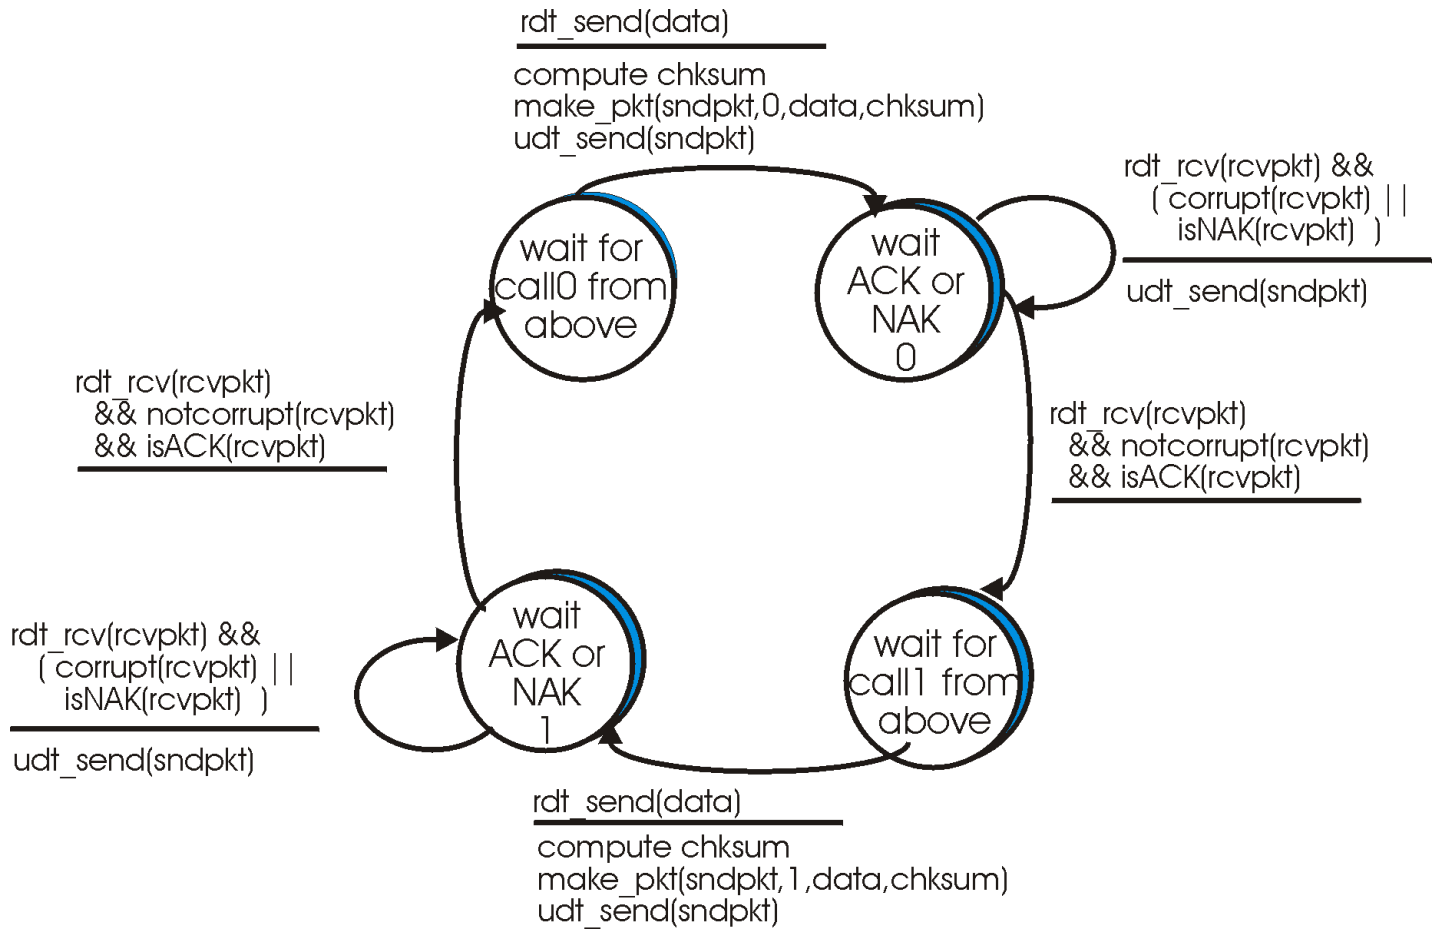 rdt_send(data)
compute chksum
make_pkt(sndpkt,0,data,chksum)
udt_send(sndpkt)
wait for
call0 from
above
wait
ACK or
NAK
0
rdt_rcv(rcvpkt) &&
( corrupt(rcvpkt) ||
isNAK(rcvpkt) )
udt_send(sndpkt)
rdt_rcv(rcvpkt)
&& notcorrupt(rcvpkt)
&& isACK(rcvpkt)
rdt_rcv(rcvpkt)
&& notcorrupt(rcvpkt)
&& isACK(rcvpkt)
rdt_rcv(rcvpkt) &&
( corrupt(rcvpkt) ||
isNAK(rcvpkt) )
udt_send(sndpkt)
wait
ACK or
NAK
1
wait for
call1 from
above
rdt_send(data)
compute chksum
make_pkt(sndpkt,1,data,chksum)
udt_send(sndpkt)